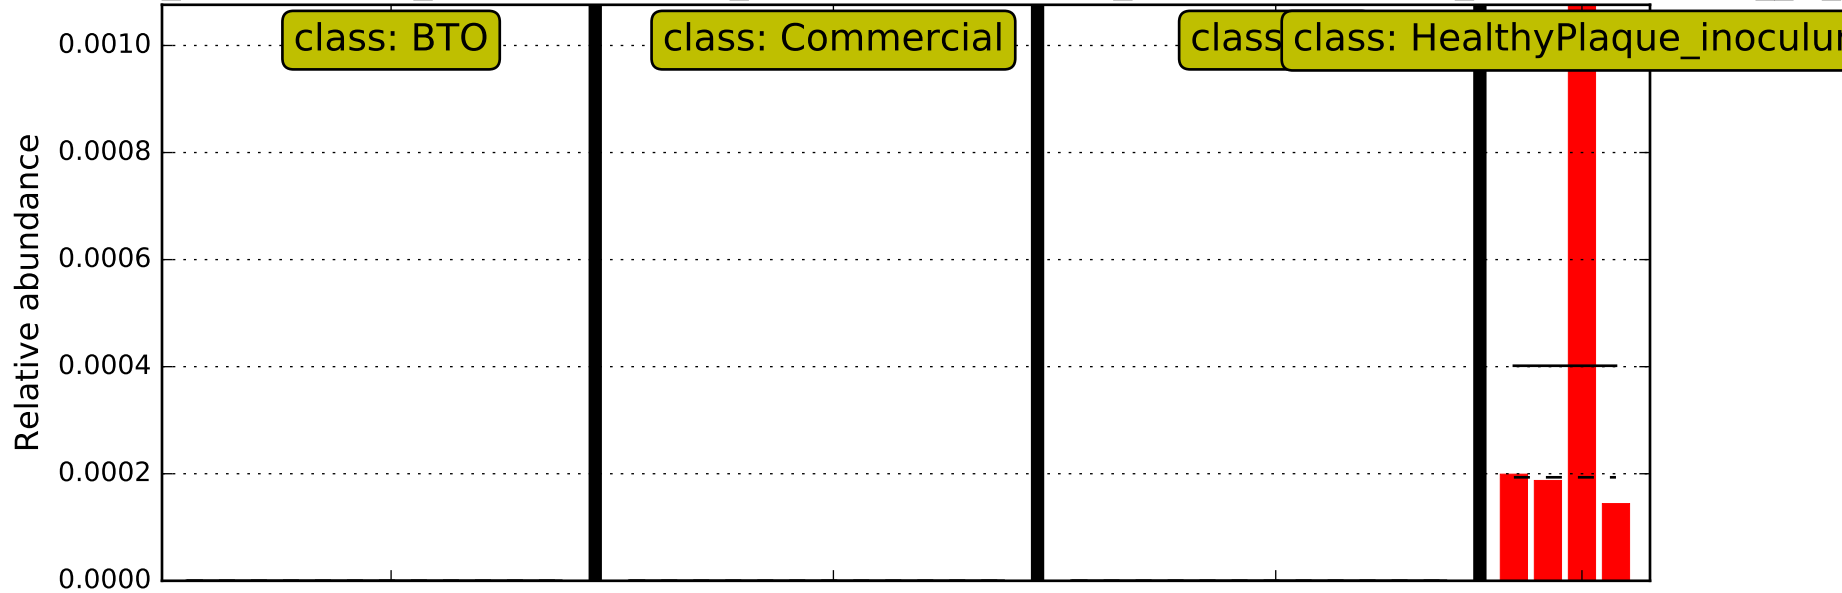 0.0010
0.0008
0.0006
0.0004
0.0002
0.0000
Relative abundance
class: BTO
class: Commercial
class
class: HealthyPlaque_inoculu